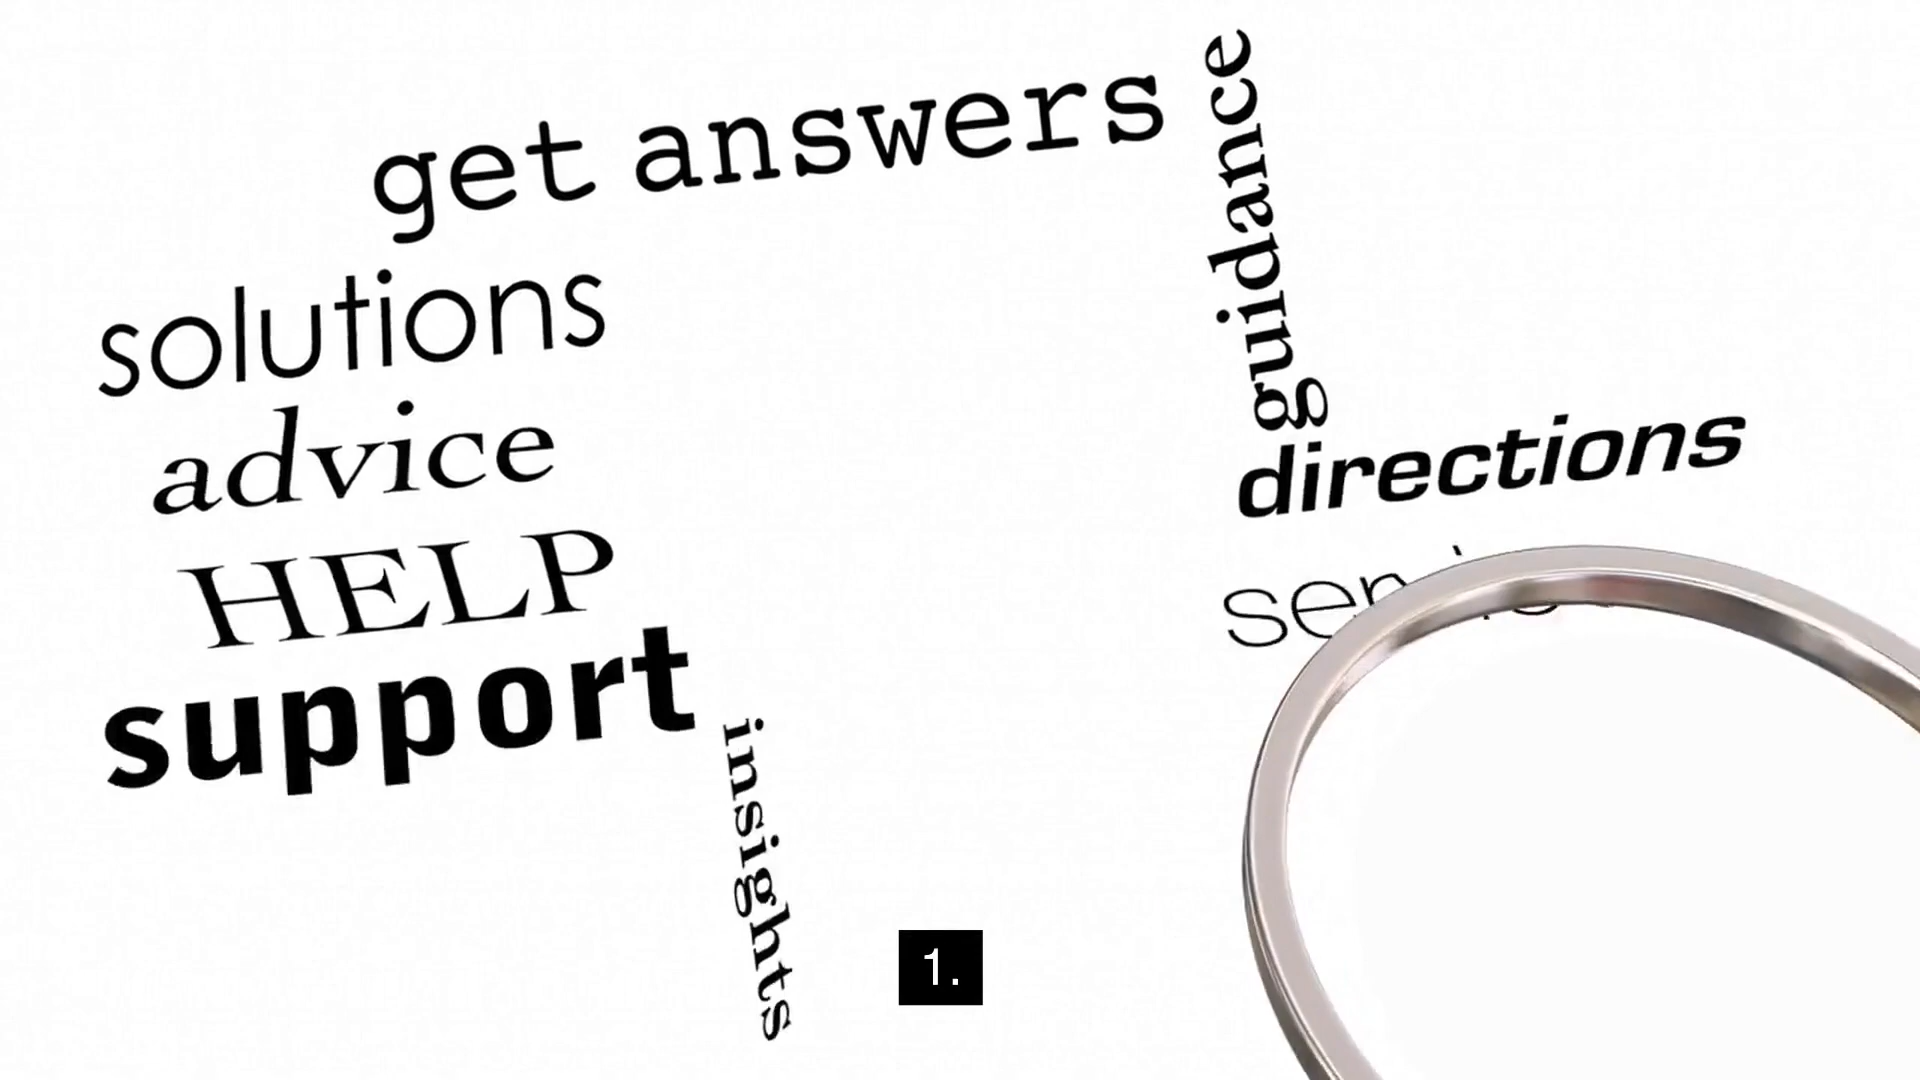 get answers
guidance
solutions
advice
directions
HELP
support
insights
1.